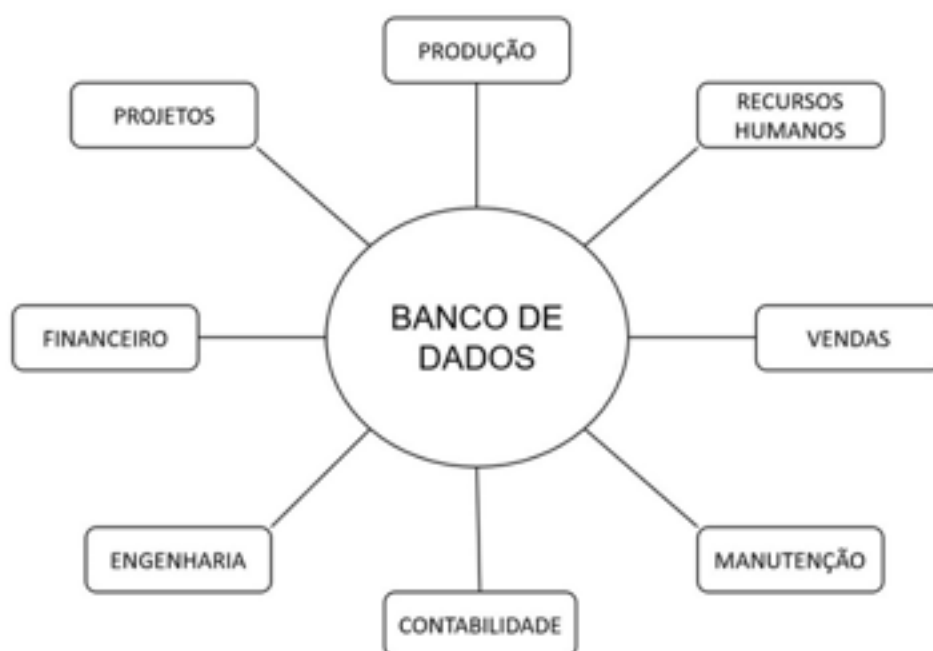 PRODUÇÃO
PROJETOS
RECURSOS
HUMANOS
FINANCEIRO
BANCO DE
DADOS
VENDAS
ENGENHARIA
MANUTENÇÃO
CONTABILIDADE